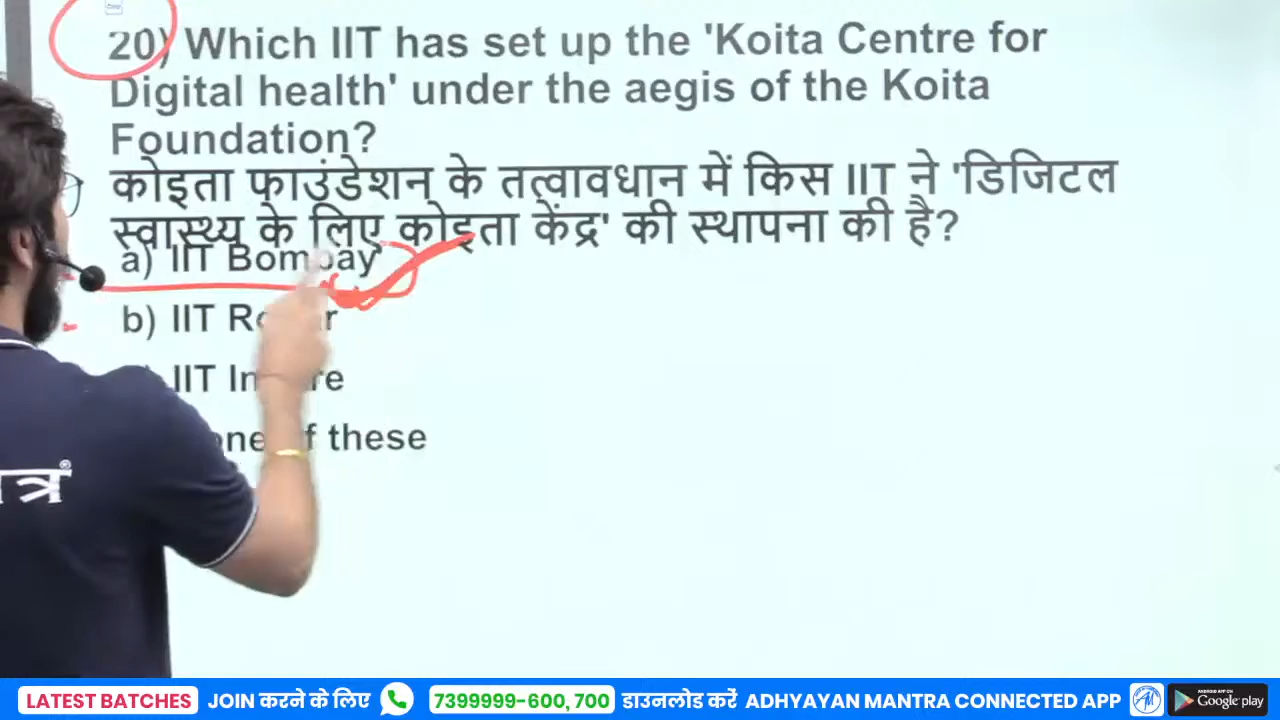 20) Which IIT has set up the 'Koita Centre for
Digital health' under the aegis of the Koita
Foundation?
कोइता फाउंडेशन के तत्वावधान में किस IIT ने 'डिजिटल
स्वास्थ्य के लिए कोइता केंद्र' की स्थापना की है?
a) IIT Bombay
b) IIT
IIT
of these
LATEST BATCHES JOIN करने के लिए 7399999-600, 700 डाउनलोड करें ADHYAYAN MANTRA CONNECTED APP Google play